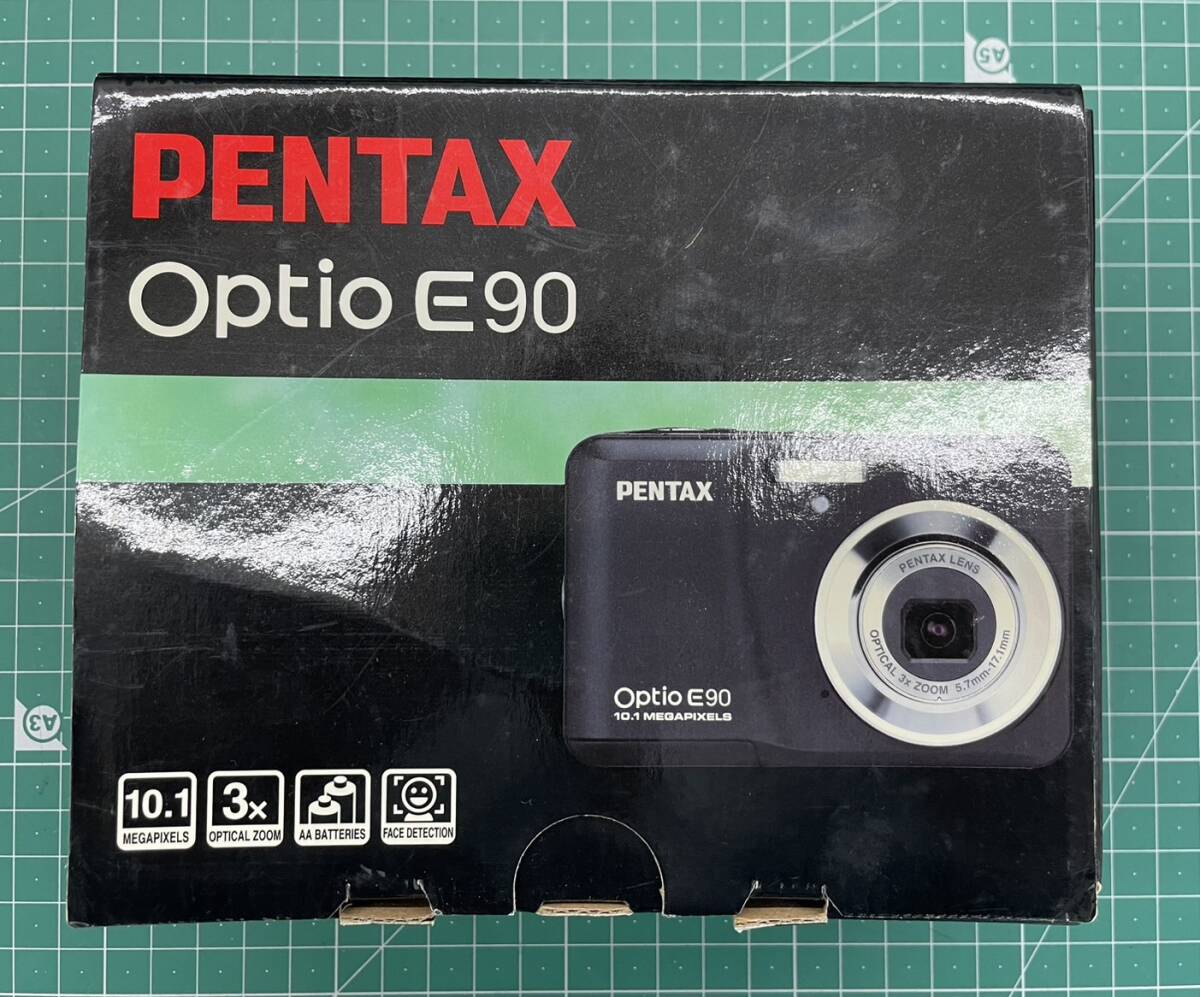 A5
PENTAX
Optio E90
PENTAX
PENTAX LENS
OPTICAL 3x ZOOM 5.7mm-17.1mm
Optio E90
10.1 MEGAPIXELS
A3
10.1
MEGAPIXELS
3x
OPTICAL ZOOM
AA BATTERIES
FACE DETECTION